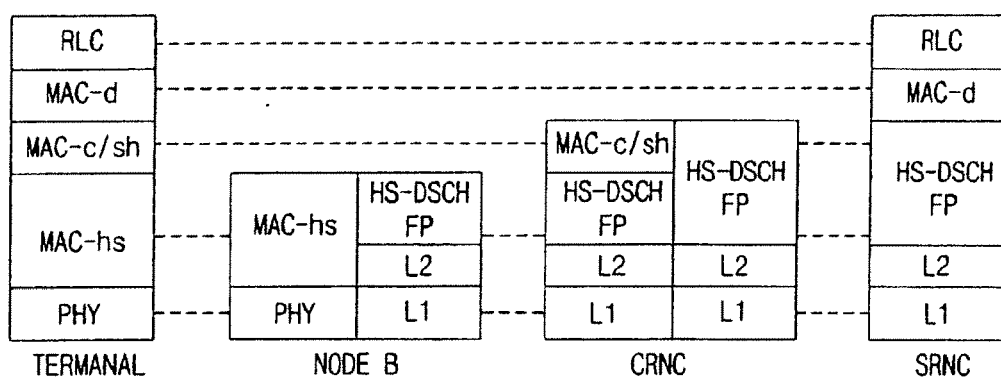 RLC
RLC
MAC-d
MAC-d
MAC-c/sh
MAC-c/sh
HS-DSCH
FP
HS-DSCH
FP
MAC-hs
MAC-hs
HS-DSCH
FP
HS-DSCH
FP
L2
L2
L2
L2
PHY
PHY
L1
L1
L1
L1
TERMANAL
NODE B
CRNC
SRNC